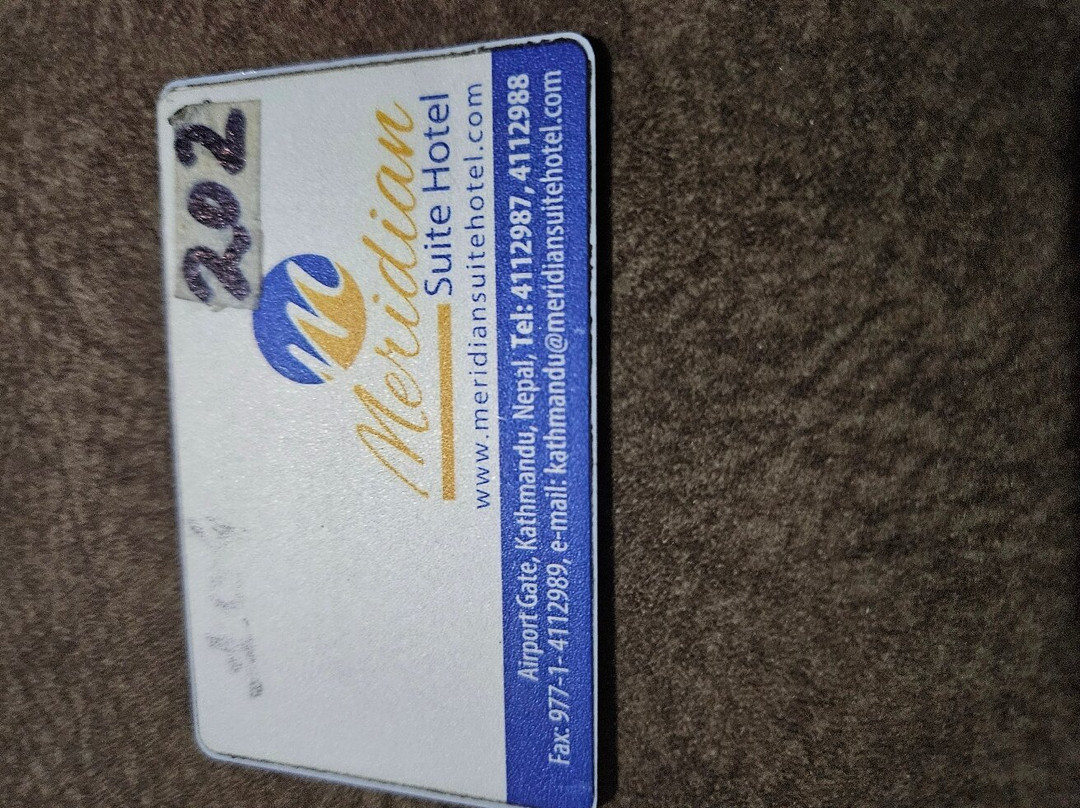 202
Meridian
Suite Hotel
www.meridiansuitehotel.com
Airport Gate, Kathmandu, Nepal, Tel: 4112987, 4112988
Fax: 977-1- 4112989, e-mail: kathmandu@meridiansuitehotel.com